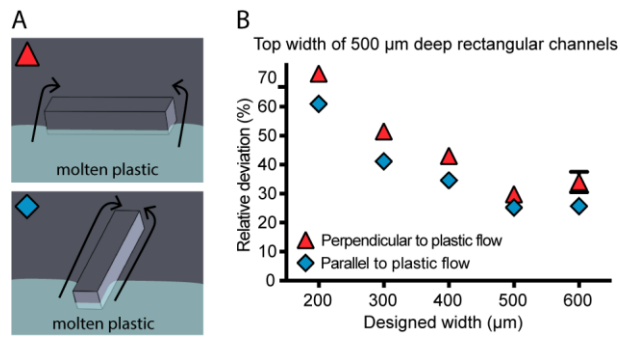 A
molten plastic
molten plastic
B
Top width of 500 µm deep rectangular channels
Relative deviation (%)
70
60
50
40
30
20
10
0
Perpendicular to plastic flow
Parallel to plastic flow
200 300 400 500 600
Designed width (µm)